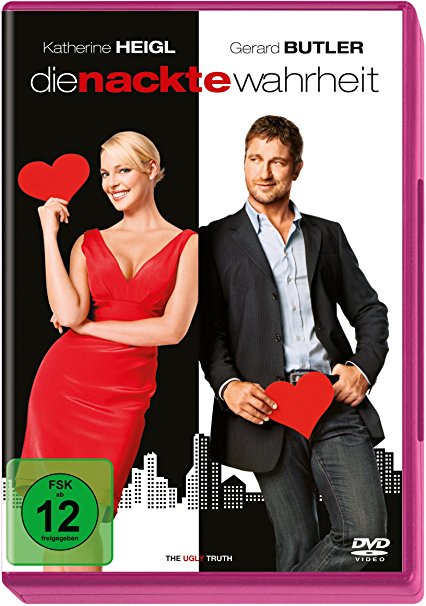 Katherine HEIGL Gerard BUTLER
dienacktewahrheit
FSK
ab
12
freigegeben
THE UGLY TRUTH
DVD
VIDEO